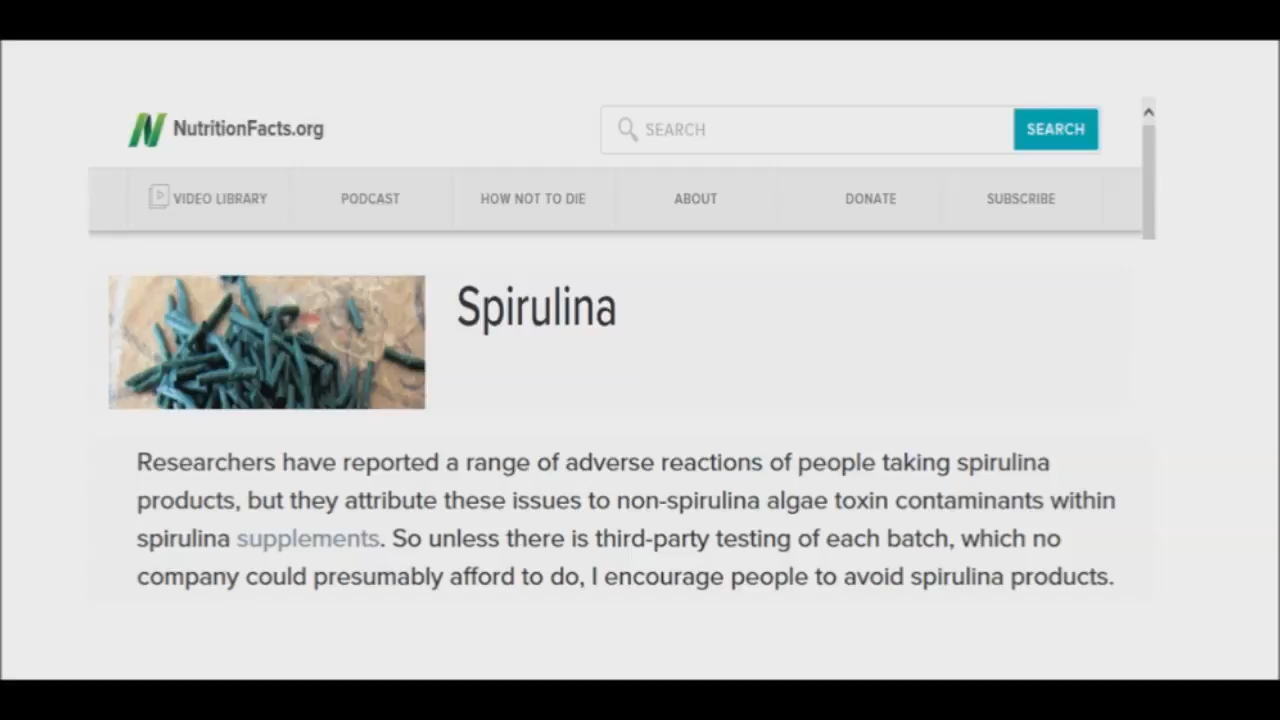 NutritionFacts.org
SEARCH
SEARCH
VIDEO LIBRARY
PODCAST
HOW NOT TO DIE
ABOUT
DONATE
SUBSCRIBE
Spirulina
Researchers have reported a range of adverse reactions of people taking spirulina
products, but they attribute these issues to non-spirulina algae toxin contaminants within
spirulina supplements. So unless there is third-party testing of each batch, which no
company could presumably afford to do, I encourage people to avoid spirulina products.